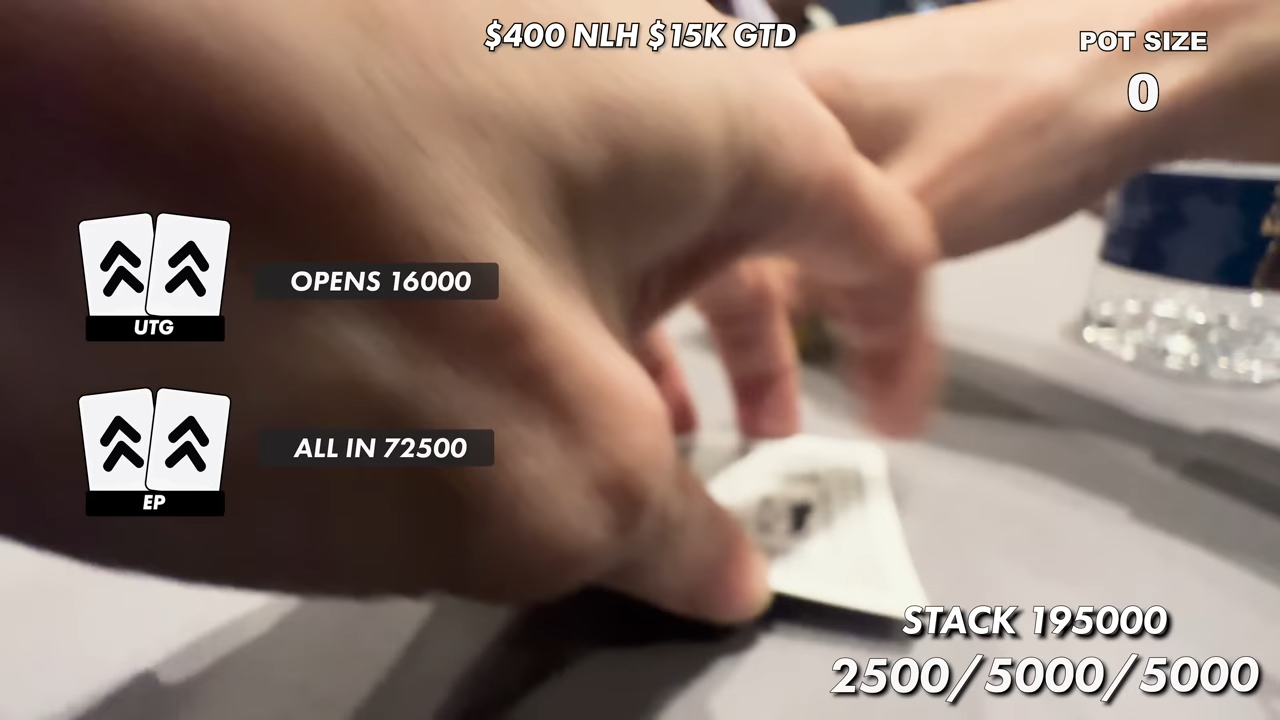 $400 NLH $15K GTD
POT SIZE
0
OPENS 16000
UTG
ALL IN 72500
EP
STACK 195000
2500/5000/5000